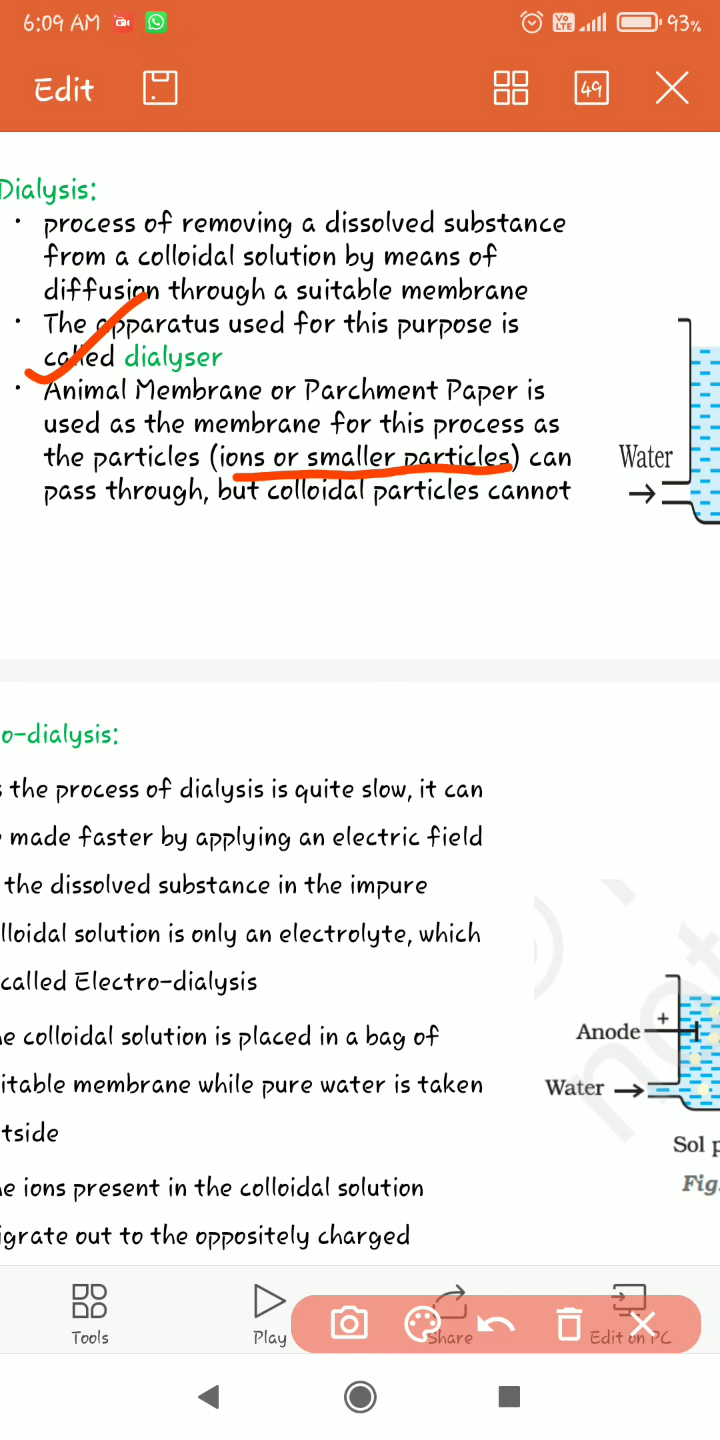 6:09 AM
Vo LTE
93%
Edit
49
Dialysis:
· process of removing a dissolved substance
from a colloidal solution by means of
diffusion through a suitable membrane
· The apparatus used for this purpose is
called dialyser
· Animal Membrane or Parchment Paper is
used as the membrane for this process as
the particles (ions or smaller particles) can
pass through, but colloidal particles cannot
Water
o-dialysis:
s the process of dialysis is quite slow, it can
made faster by applying an electric field
the dissolved substance in the impure
lloidal solution is only an electrolyte, which
called Electro-dialysis
e colloidal solution is placed in a bag of
itable membrane while pure water is taken
tside
e ions present in the colloidal solution
igrate out to the oppositely charged
+
Anode
Water
Sol p
Fig.
not
Tools
Play
Share
Edit on PC